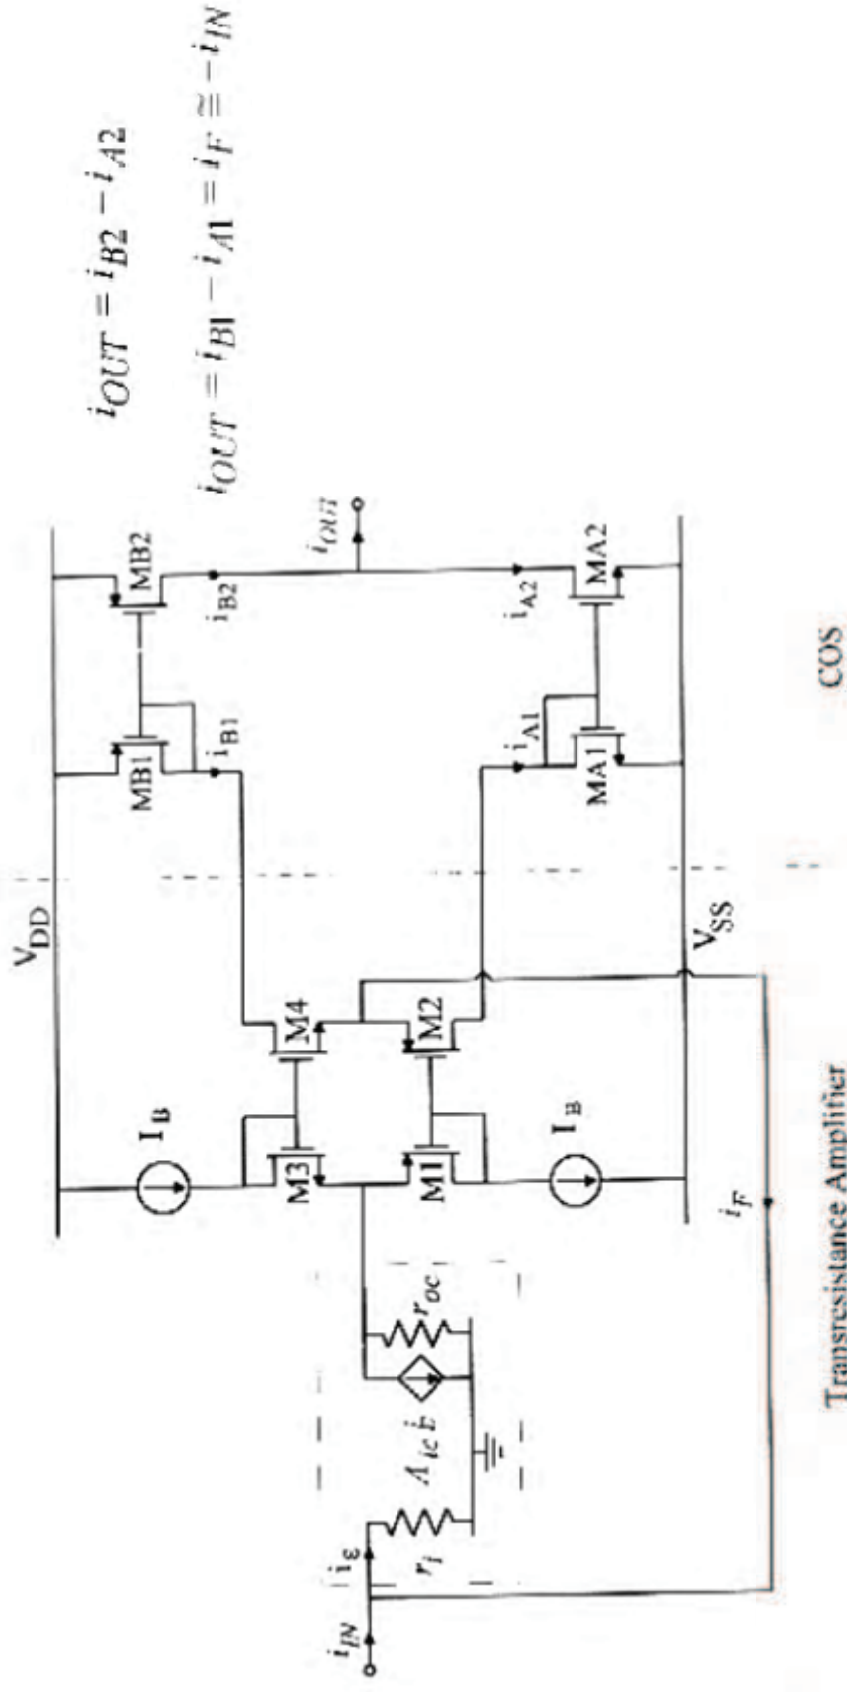 i_OUT = i_B2 − i_A2
i_OUT = i_B1 − i_A1 = i_F ≅ −i_IN
V_DD
I_B
MB1
MB2
i_B1
i_B2
M3
M4
i_OUT
i_IN
i_ε
r_i
A_ic i_ε
r_oc
M1
M2
i_A1
i_A2
I_B
MA1
MA2
V_SS
i_F
Transresistance Amplifier
COS